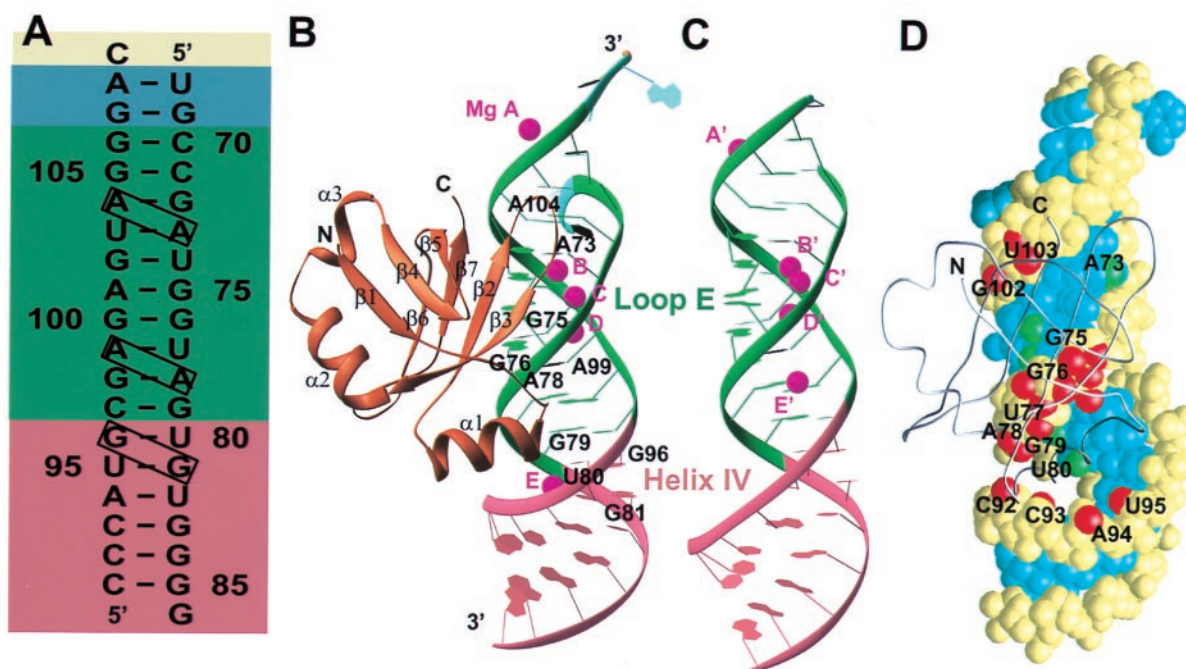 A
C 5'
A – U
G – G
G – C 70
105 G – C
A – G
U – A
G – U
A – G 75
100 G – G
A – U
G – A
C – G
G – U 80
95 U – G
A – U
C – G
C – G
C – G 85
5' G
B
3'
Mg A
α3
C
A104
N
A73
β5
B
β4
β7
β2
C
β1
G75
D
β6
β3
Loop E
G76
A99
α2
A78
α1
G79
G96
E
U80
Helix IV
G81
3'
C
A'
B'
C'
D'
E'
D
C
U103
A73
N
G102
G75
G76
U77
A78
G79
U80
C92
C93
U95
A94